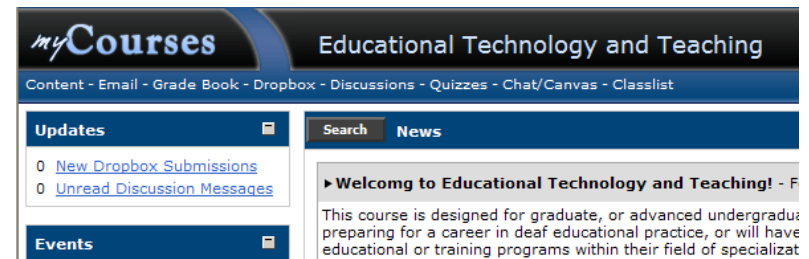 myCourses
Educational Technology and Teaching
Content - Email - Grade Book - Dropbox - Discussions - Quizzes - Chat/Canvas - Classlist
Updates
0 New Dropbox Submissions
0 Unread Discussion Messages
Events
Search News
Welcomg to Educational Technology and Teaching! - F
This course is designed for graduate, or advanced undergradua
preparing for a career in deaf educational practice, or will have
educational or training programs within their field of specializat